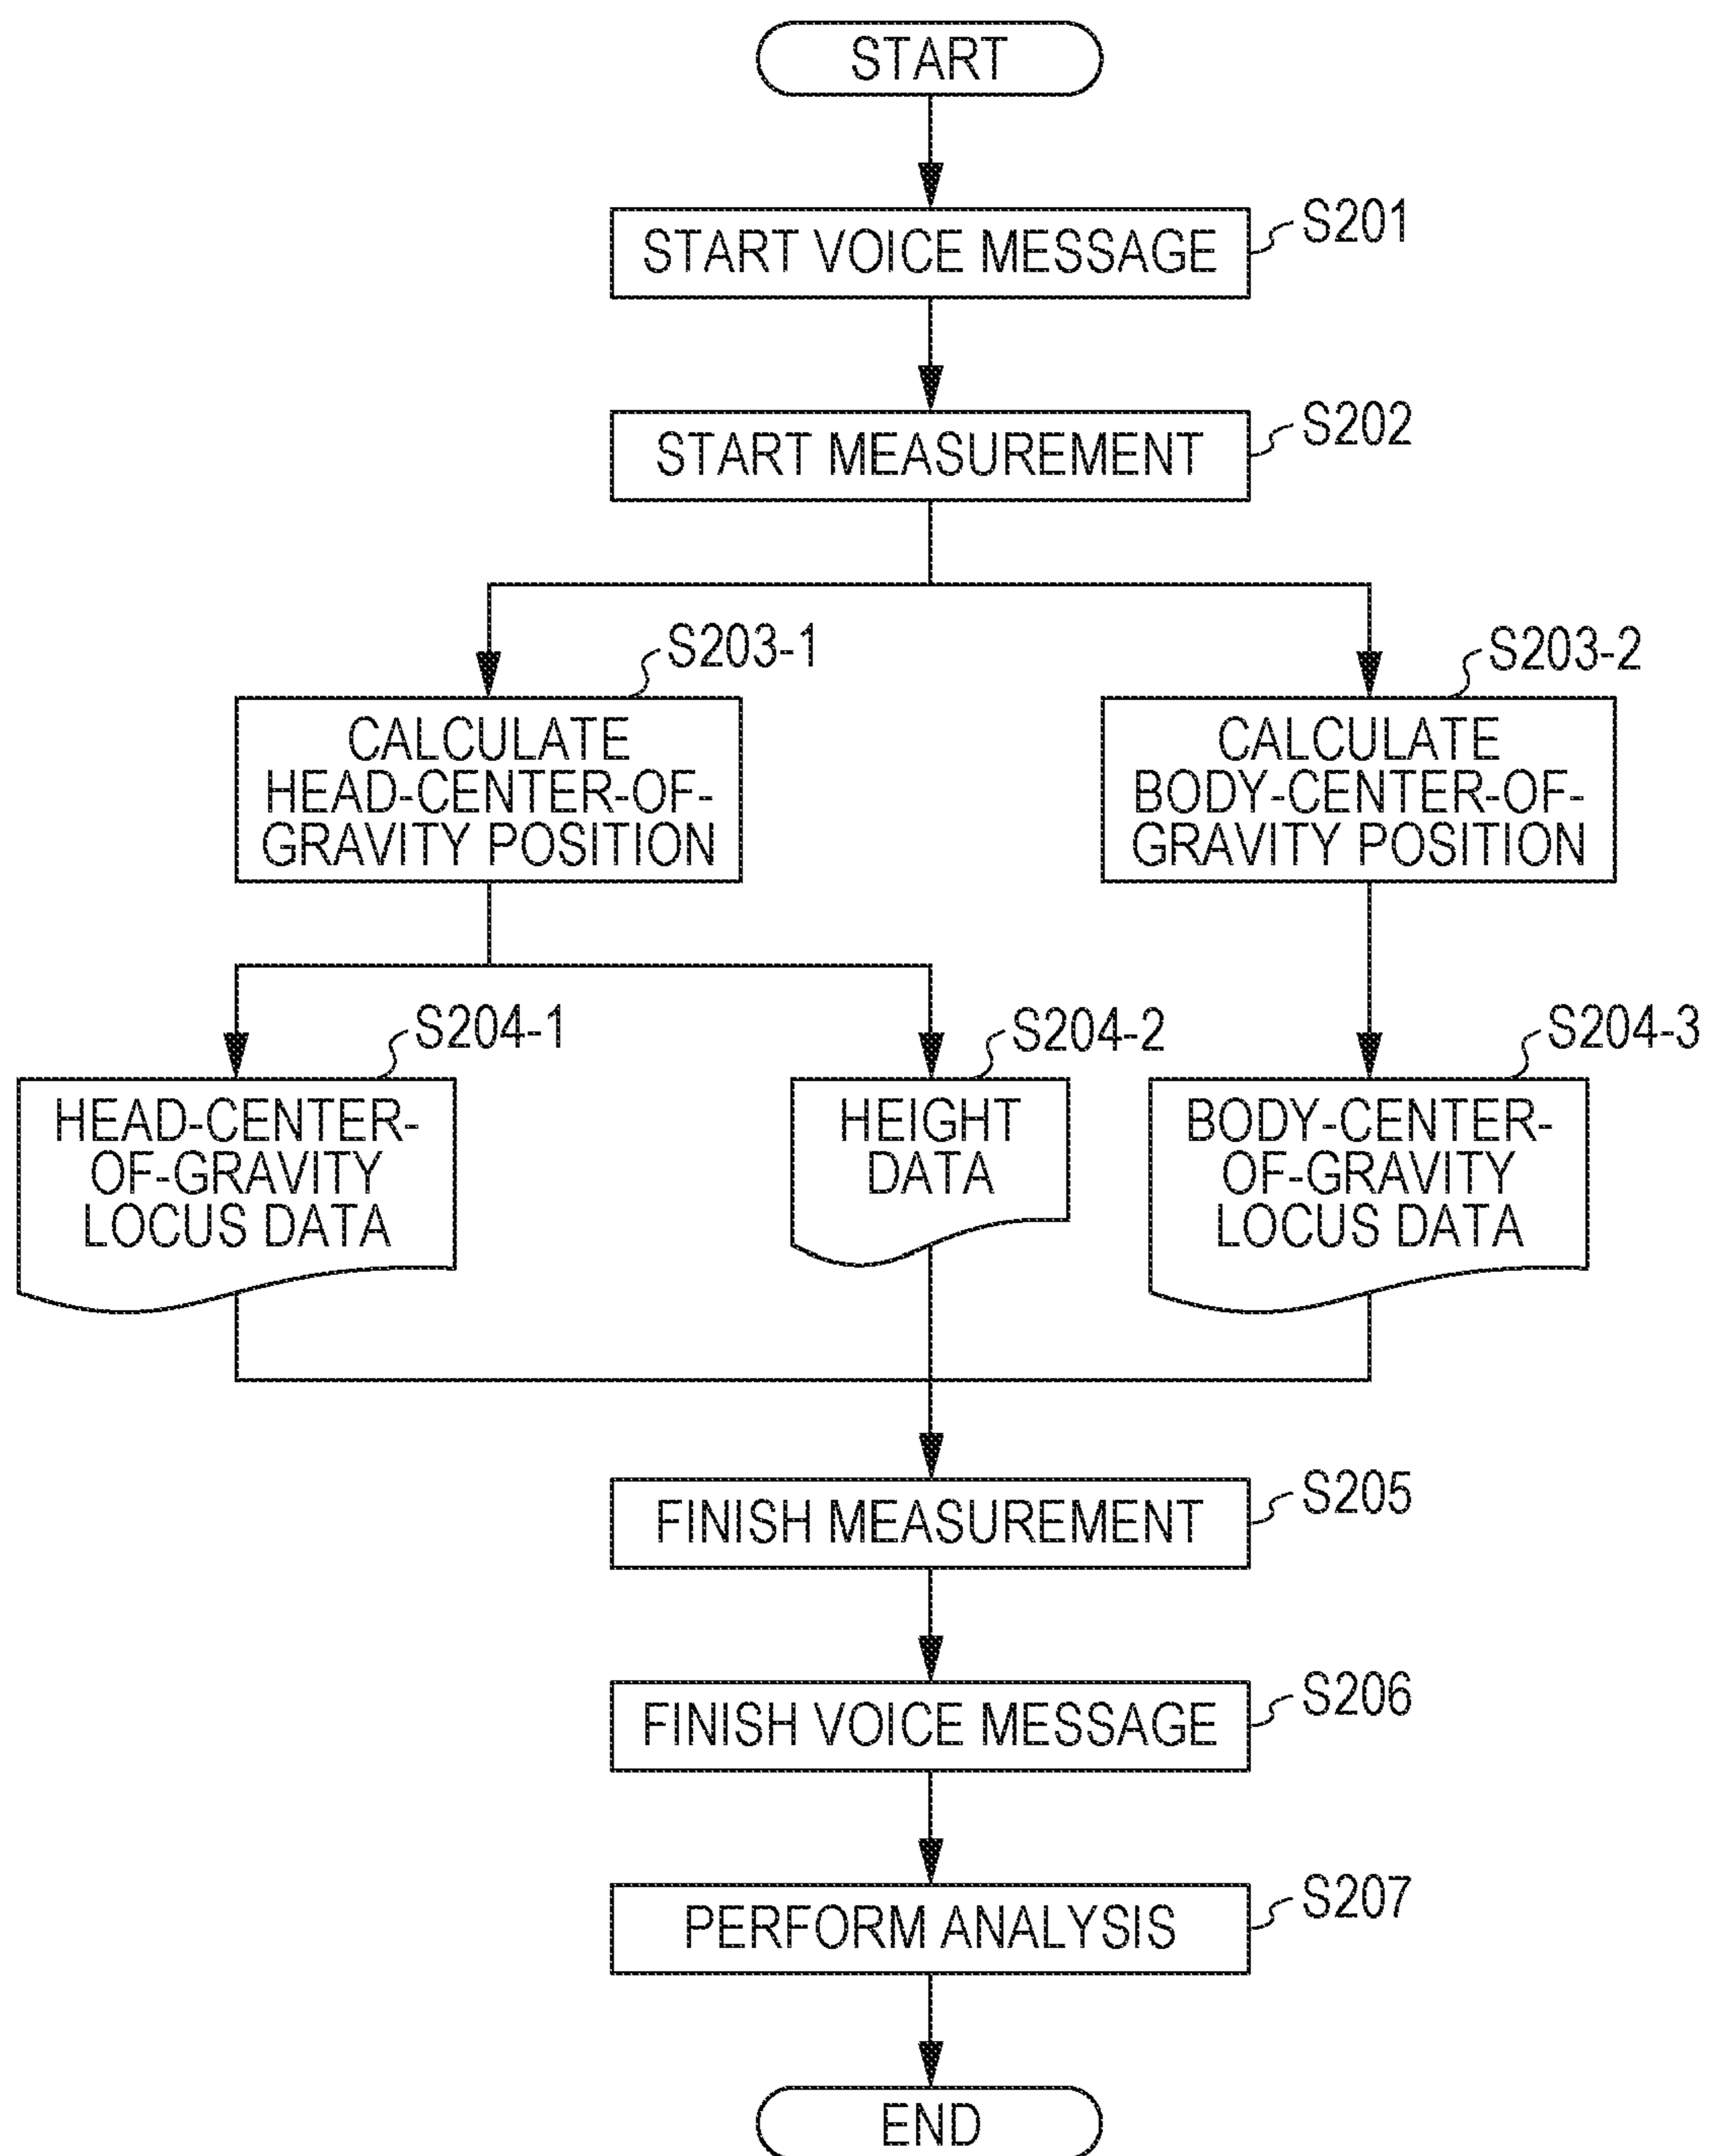 START
START VOICE MESSAGE
S201
START MEASUREMENT
S202
S203-1
CALCULATE
HEAD-CENTER-OF-
GRAVITY POSITION
S203-2
CALCULATE
BODY-CENTER-OF-
GRAVITY POSITION
S204-1
HEAD-CENTER-
OF-GRAVITY
LOCUS DATA
S204-2
HEIGHT
DATA
S204-3
BODY-CENTER-
OF-GRAVITY
LOCUS DATA
FINISH MEASUREMENT
S205
FINISH VOICE MESSAGE
S206
PERFORM ANALYSIS
S207
END